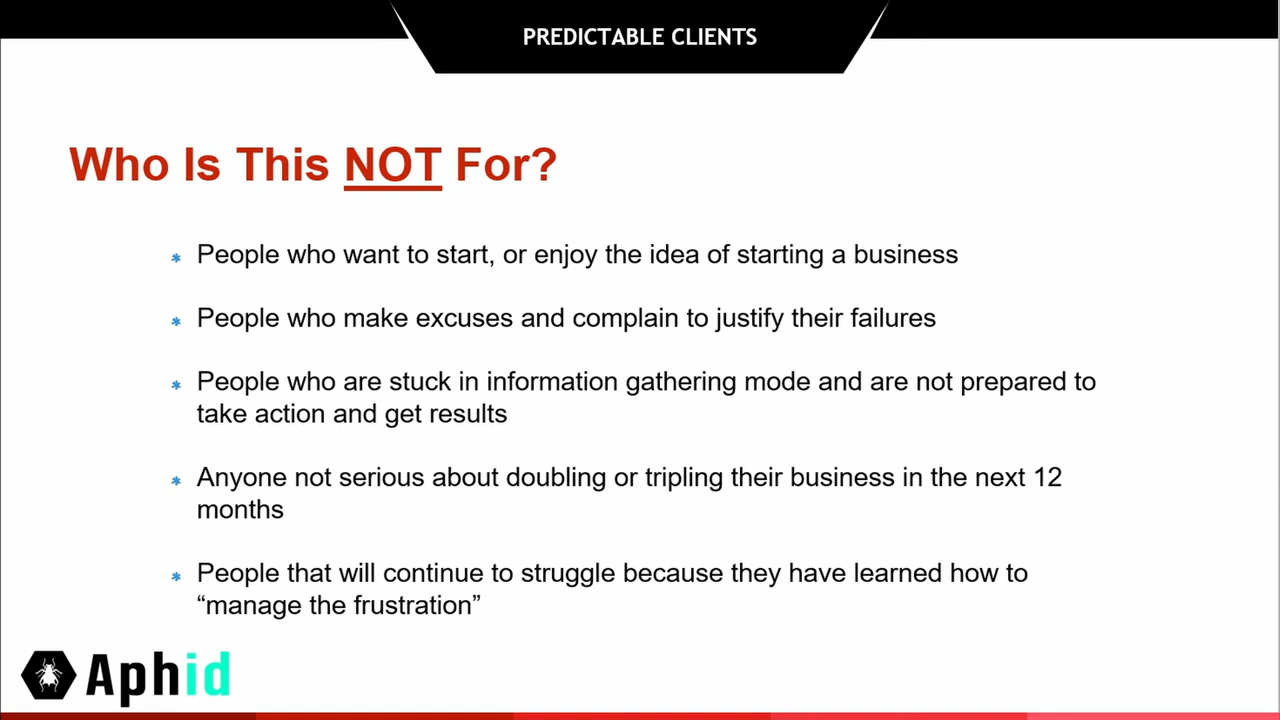 PREDICTABLE CLIENTS
Who Is This NOT For?
People who want to start, or enjoy the idea of starting a business
People who make excuses and complain to justify their failures
People who are stuck in information gathering mode and are not prepared to
take action and get results
Anyone not serious about doubling or tripling their business in the next 12
months
People that will continue to struggle because they have learned how to
“manage the frustration”
Aphid